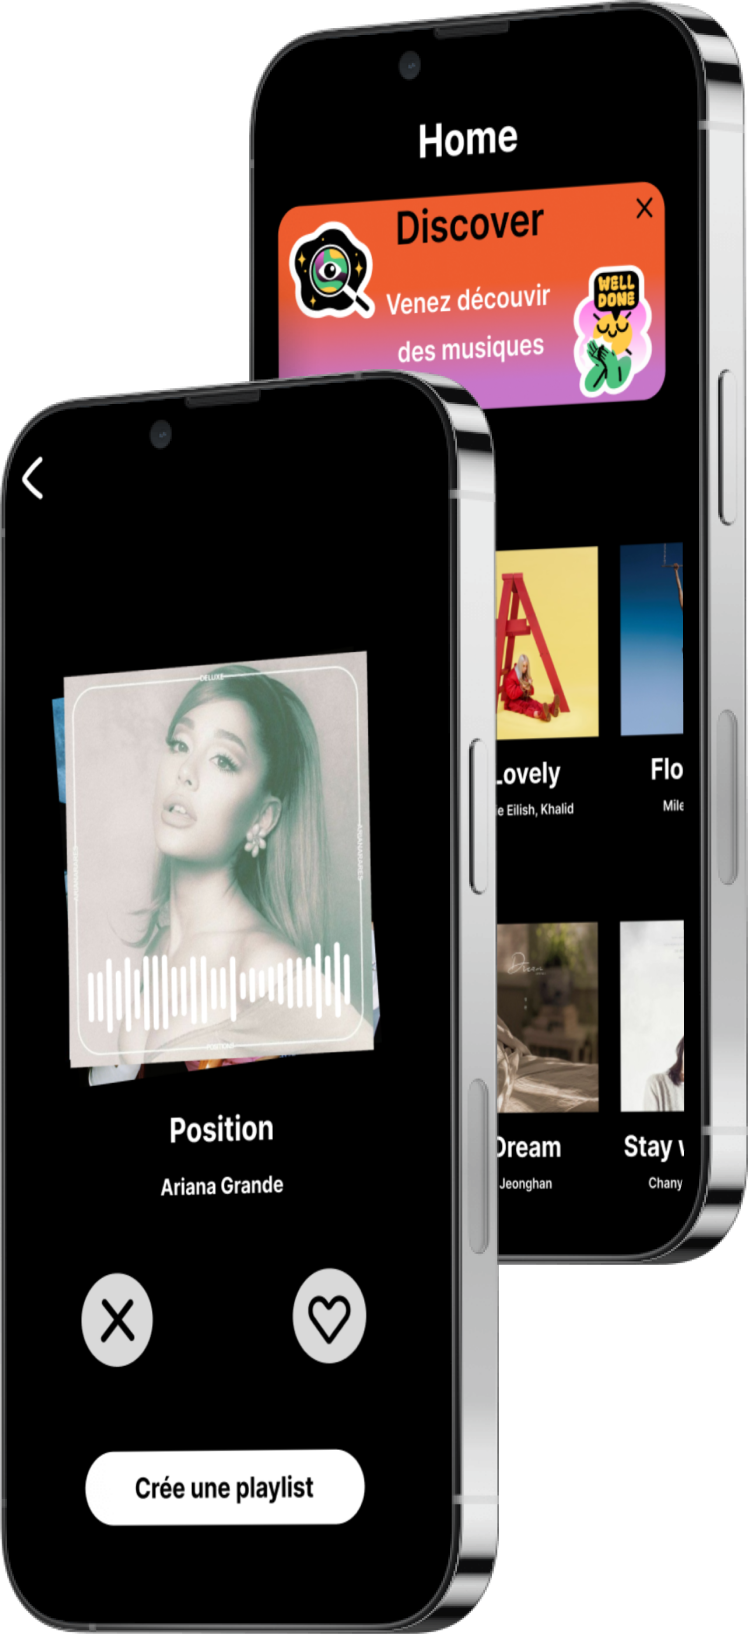 Home
Discover
Venez découvir
des musiques
WELL
DONE
Lovely
e Eilish, Khalid
Flo
Mile
Dream
Jeonghan
Stay
Chany
DELUXE
Position
Ariana Grande
Crée une playlist